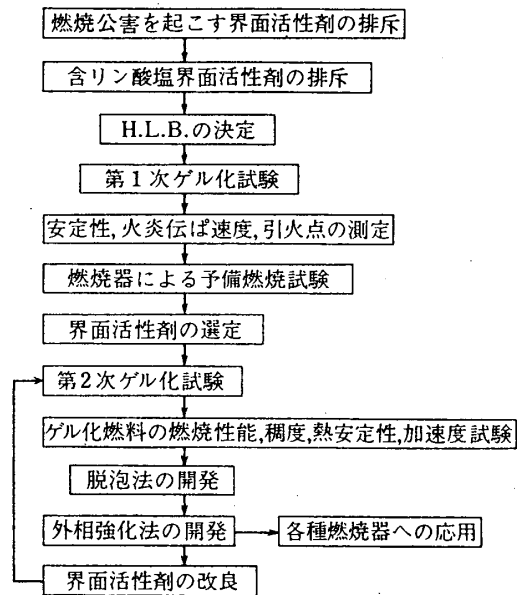 燃焼公害を起こす界面活性剤の排斥
含リン酸塩界面活性剤の排斥
H.L.B.の決定
第1次ゲル化試験
安定性,火炎伝ぱ速度,引火点の測定
燃焼器による予備燃焼試験
界面活性剤の選定
第2次ゲル化試験
ゲル化燃料の燃焼性能,稠度,熱安定性,加速度試験
脱泡法の開発
外相強化法の開発
各種燃焼器への応用
界面活性剤の改良